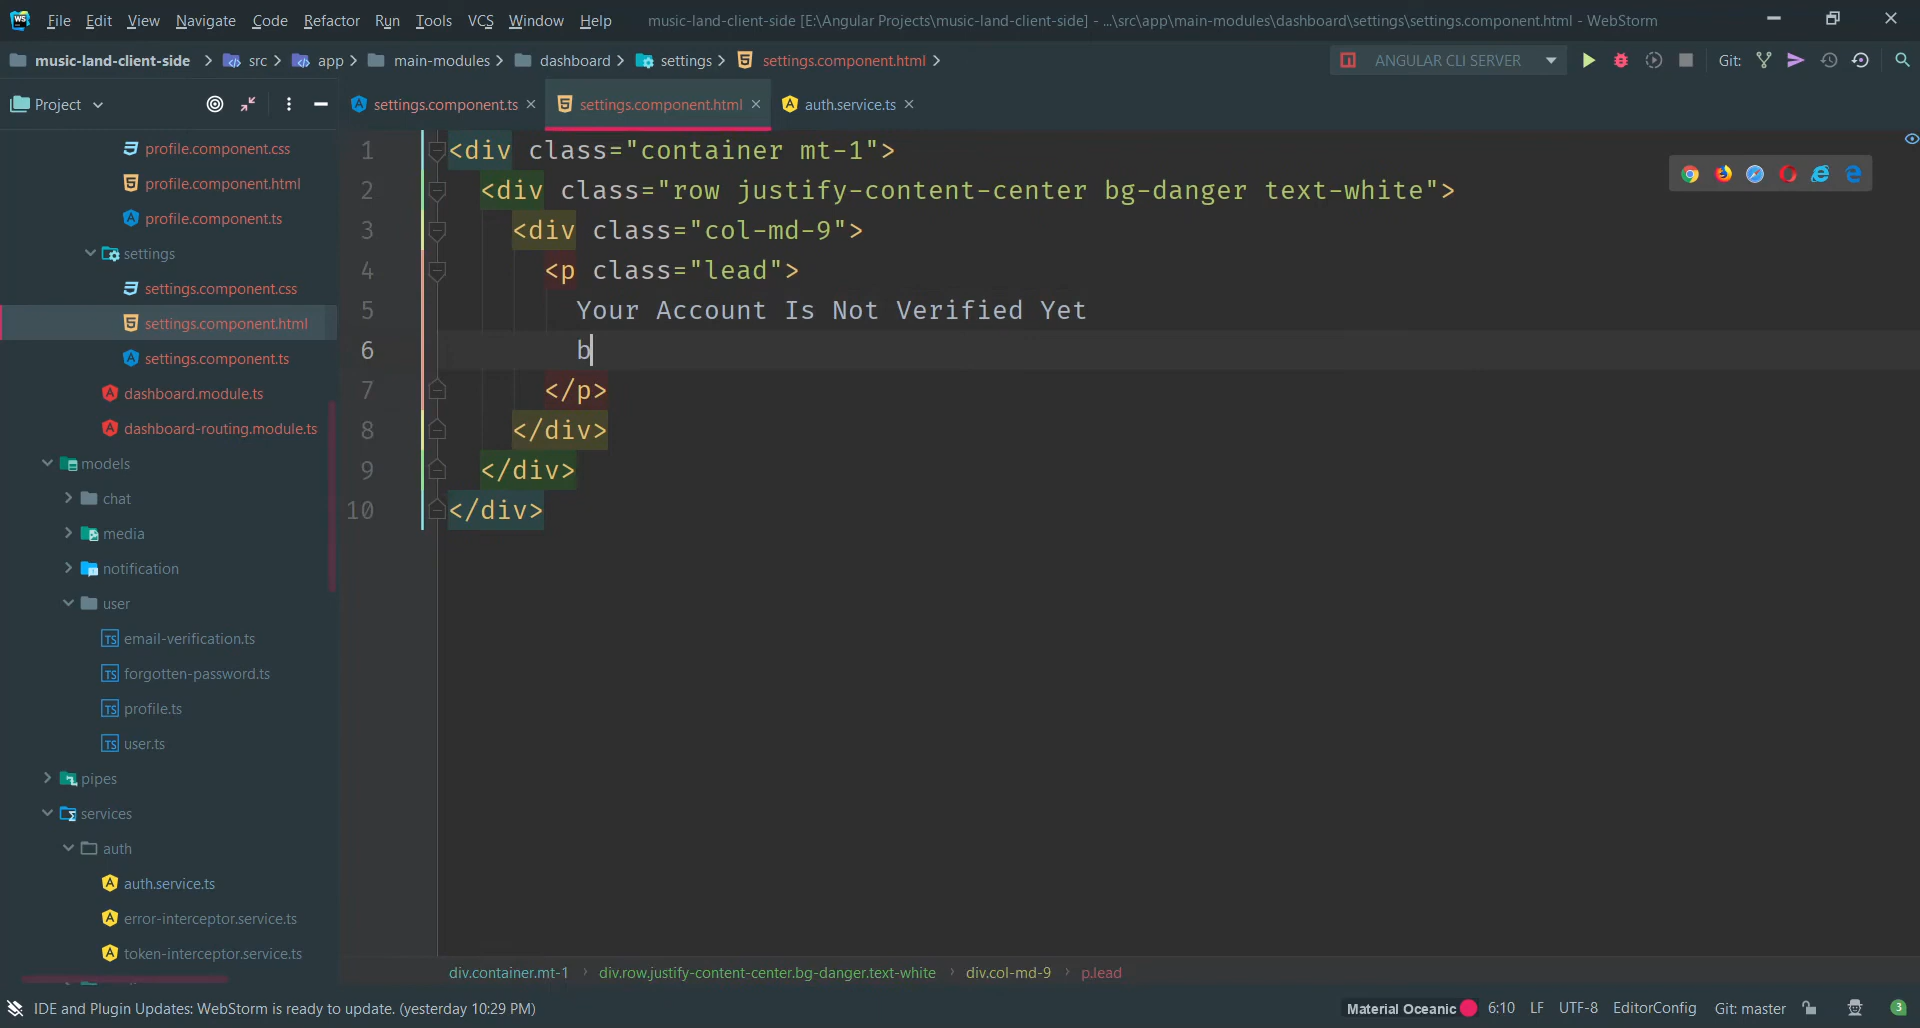 File Edit View Navigate Code Refactor Run Tools VCS Window Help music-land-client-side [E:\Angular Projects\music-land-client-side] - ...\src\app\main-modules\dashboard\settings\settings.component.html - WebStorm
music-land-client-side src app main-modules dashboard settings settings.component.html ANGULAR CLI SERVER Git:
Project settings.component.ts settings.component.html auth.service.ts
profile.component.css
profile.component.html
profile.component.ts
settings
settings.component.css
settings.component.html
settings.component.ts
dashboard.module.ts
dashboard-routing.module.ts
models
chat
media
notification
user
email-verification.ts
forgotten-password.ts
profile.ts
user.ts
pipes
services
auth
auth.service.ts
error-interceptor.service.ts
token-interceptor.service.ts
1 <div class="container mt-1">
2 <div class="row justify-content-center bg-danger text-white">
3 <div class="col-md-9">
4 <p class="lead">
5 Your Account Is Not Verified Yet
6 b
7 </p>
8 </div>
9 </div>
10 </div>
div.container.mt-1 div.row.justify-content-center.bg-danger.text-white div.col-md-9 p.lead
IDE and Plugin Updates: WebStorm is ready to update. (yesterday 10:29 PM) Material Oceanic 6:10 LF UTF-8 EditorConfig Git: master 3